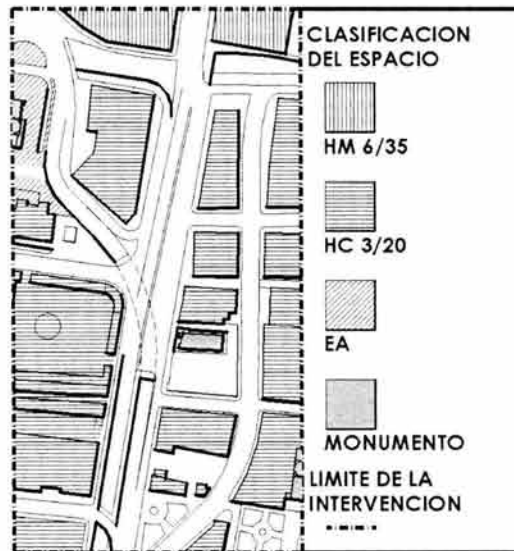 CLASIFICACION
DEL ESPACIO
HM 6/35
HC 3/20
EA
MONUMENTO
LIMITE DE LA
INTERVENCION